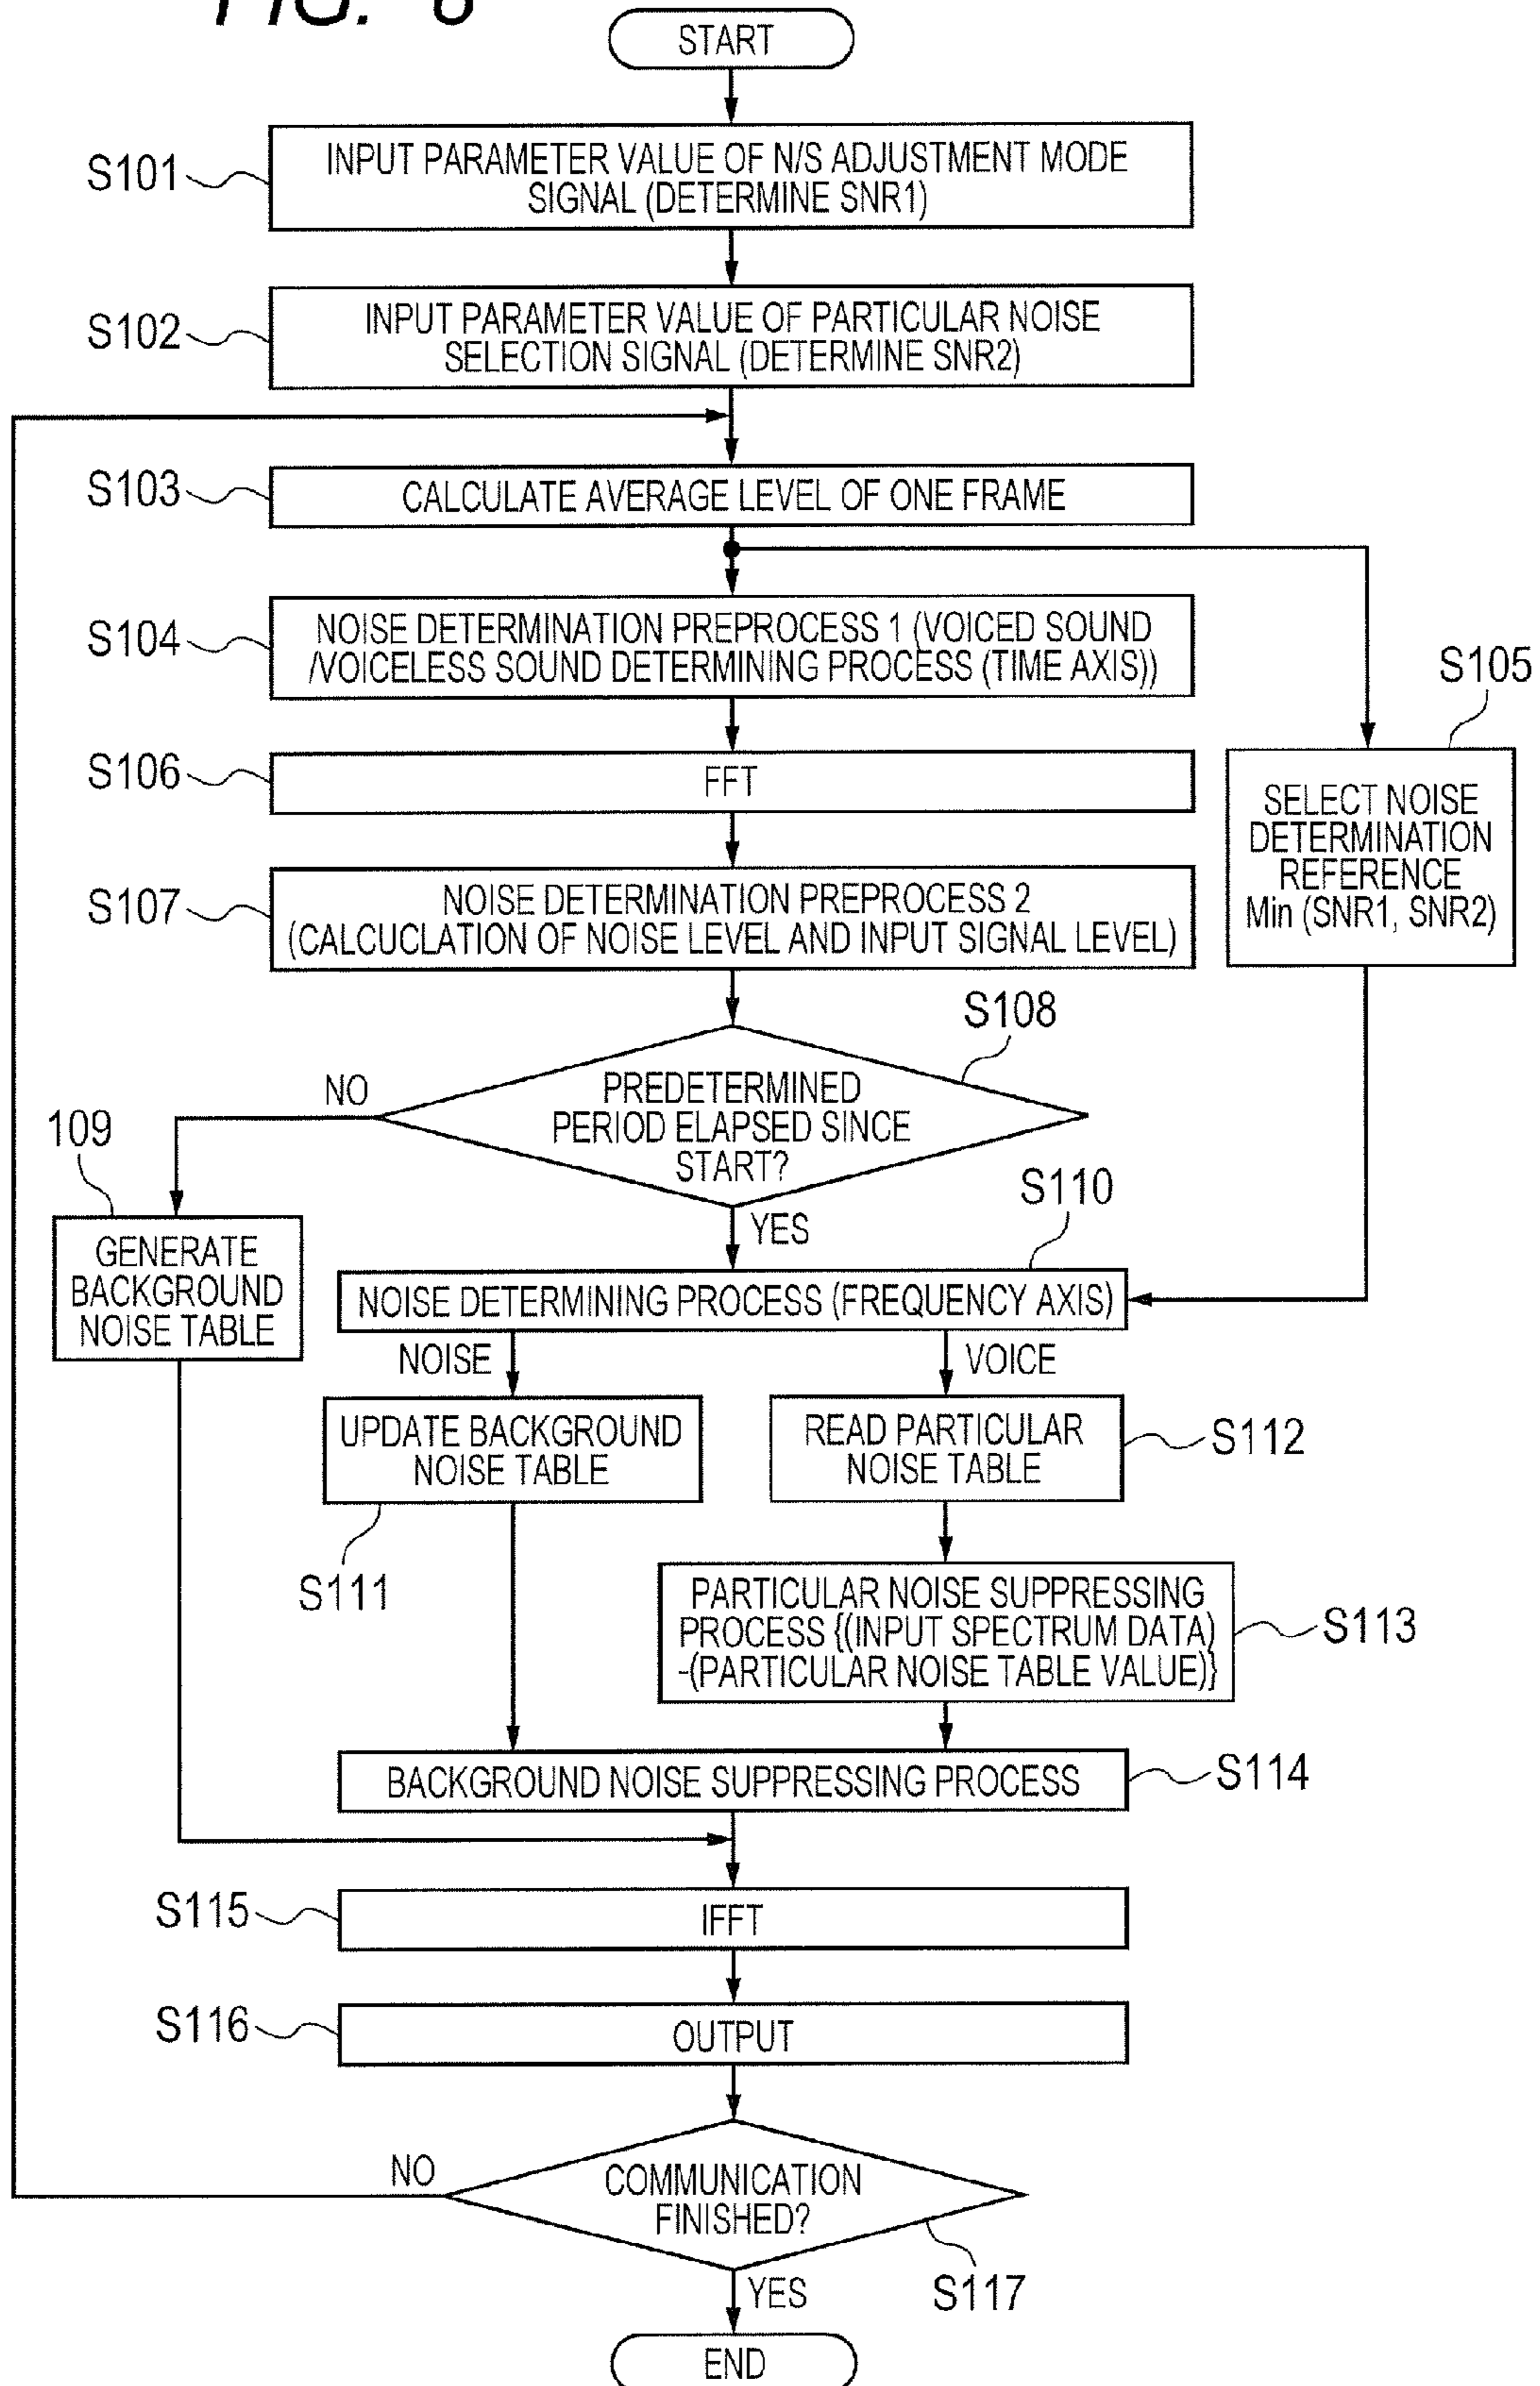 FIG. 6
START
S101
INPUT PARAMETER VALUE OF N/S ADJUSTMENT MODE
SIGNAL (DETERMINE SNR1)
S102
INPUT PARAMETER VALUE OF PARTICULAR NOISE
SELECTION SIGNAL (DETERMINE SNR2)
S103
CALCULATE AVERAGE LEVEL OF ONE FRAME
S104
NOISE DETERMINATION PREPROCESS 1 (VOICED SOUND
/VOICELESS SOUND DETERMINING PROCESS (TIME AXIS))
S105
SELECT NOISE
DETERMINATION
REFERENCE
Min (SNR1, SNR2)
S106
FFT
S107
NOISE DETERMINATION PREPROCESS 2
(CALCUCLATION OF NOISE LEVEL AND INPUT SIGNAL LEVEL)
S108
PREDETERMINED
PERIOD ELAPSED SINCE
START?
NO
YES
109
GENERATE
BACKGROUND
NOISE TABLE
S110
NOISE DETERMINING PROCESS (FREQUENCY AXIS)
NOISE
VOICE
UPDATE BACKGROUND
NOISE TABLE
S111
READ PARTICULAR
NOISE TABLE
S112
PARTICULAR NOISE SUPPRESSING
PROCESS {(INPUT SPECTRUM DATA)
-(PARTICULAR NOISE TABLE VALUE)}
S113
BACKGROUND NOISE SUPPRESSING PROCESS
S114
S115
IFFT
S116
OUTPUT
NO
COMMUNICATION
FINISHED?
S117
YES
END